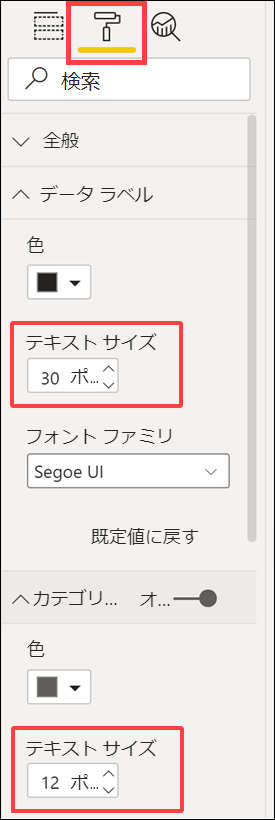 検索
全般
データ ラベル
色
テキスト サイズ
30 ポ...
フォント ファミリ
Segoe UI
既定値に戻す
カテゴリ... オ...
色
テキスト サイズ
12 ポ...